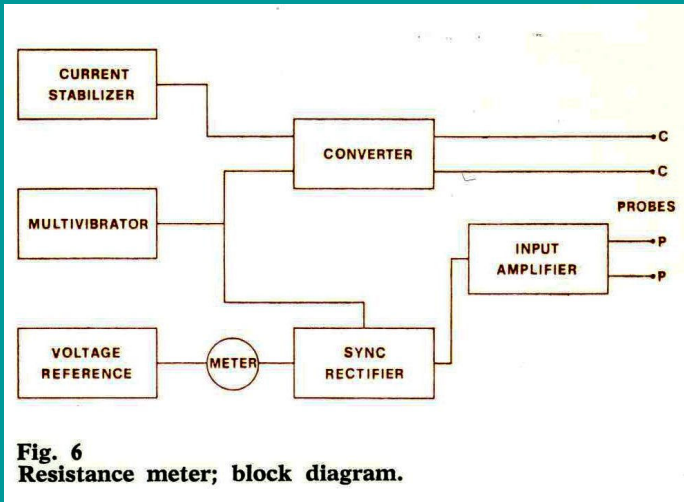 CURRENT
STABILIZER
CONVERTER
C
C
MULTIVIBRATOR
PROBES
INPUT
AMPLIFIER
P
P
VOLTAGE
REFERENCE
METER
SYNC
RECTIFIER
Fig. 6
Resistance meter; block diagram.